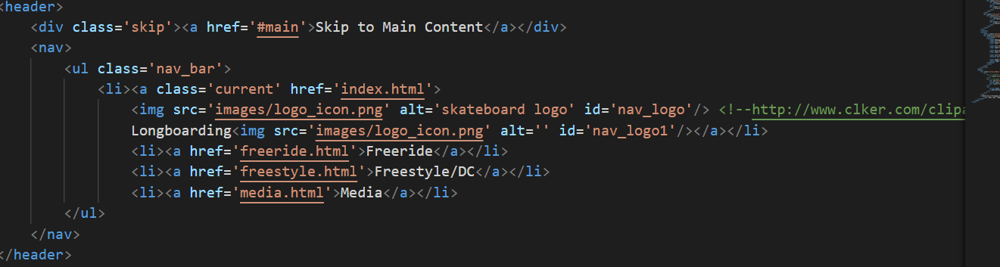 <header>
<div class='skip'><a href='#main'>Skip to Main Content</a></div>
<nav>
<ul class='nav_bar'>
<li><a class='current' href='index.html'>
<img src='images/logo_icon.png' alt='skateboard logo' id='nav_logo'/> <!--http://www.clker.com/clipa
Longboarding<img src='images/logo_icon.png' alt='' id='nav_logo1'/></a></li>
<li><a href='freeride.html'>Freeride</a></li>
<li><a href='freestyle.html'>Freestyle/DC</a></li>
<li><a href='media.html'>Media</a></li>
</ul>
</nav>
</header>